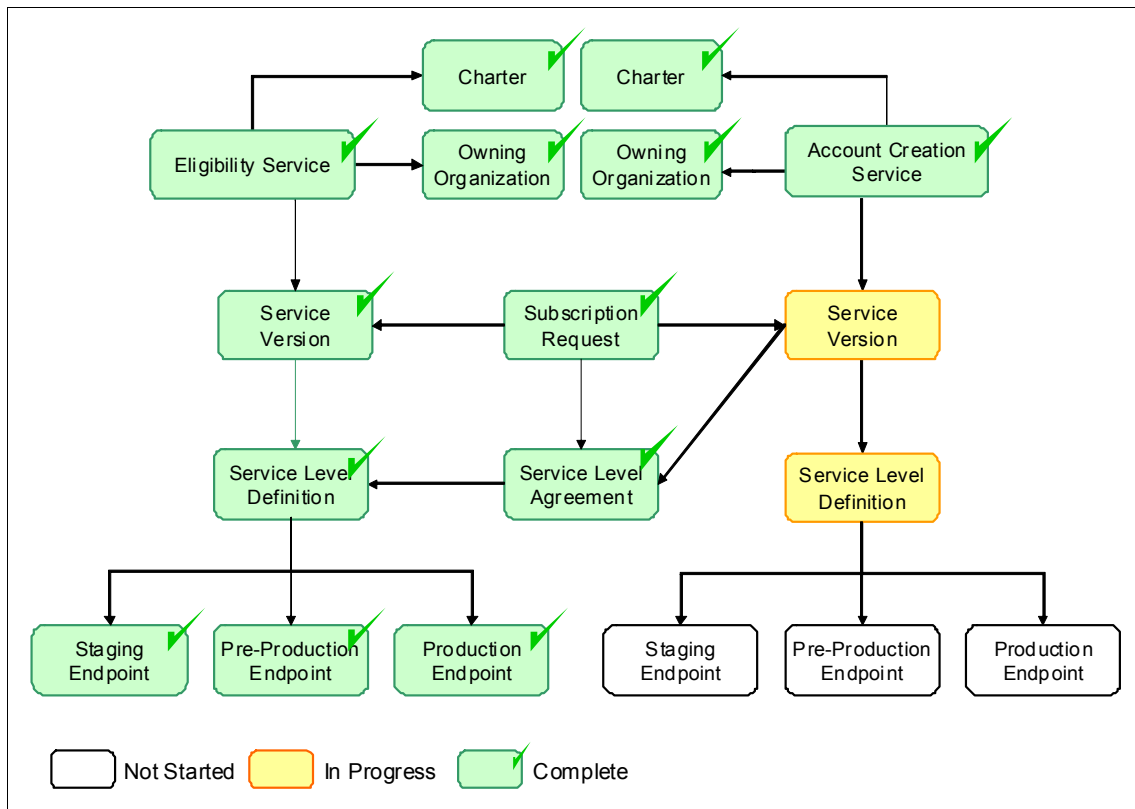 Charter
Charter
Eligibility Service
Owning
Organization
Owning
Organization
Account Creation
Service
Service
Version
Subscription
Request
Service
Version
Service Level
Definition
Service Level
Agreement
Service Level
Definition
Staging
Endpoint
Pre-Production
Endpoint
Production
Endpoint
Staging
Endpoint
Pre-Production
Endpoint
Production
Endpoint
Not Started
In Progress
Complete